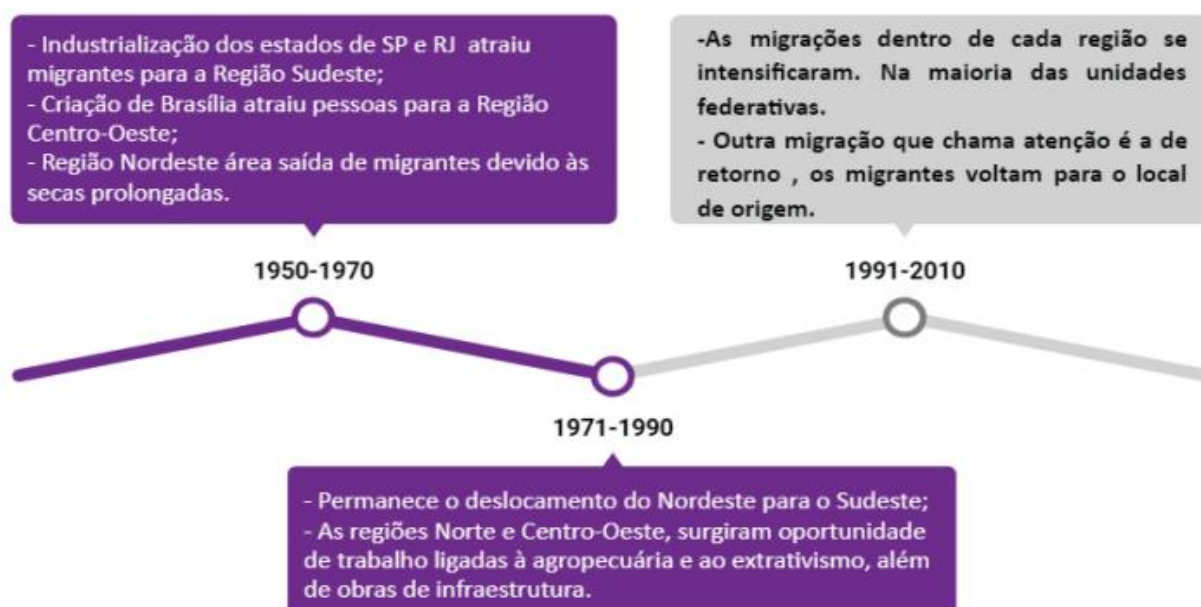 - Industrialização dos estados de SP e RJ atraiu
migrantes para a Região Sudeste;
- Criação de Brasília atraiu pessoas para a Região
Centro-Oeste;
- Região Nordeste área saída de migrantes devido às
secas prolongadas.
1950-1970
-As migrações dentro de cada região se
intensificaram. Na maioria das unidades
federativas.
- Outra migração que chama atenção é a de
retorno , os migrantes voltam para o local
de origem.
1991-2010
1971-1990
- Permanece o deslocamento do Nordeste para o Sudeste;
- As regiões Norte e Centro-Oeste, surgiram oportunidade
de trabalho ligadas à agropecuária e ao extrativismo, além
de obras de infraestrutura.